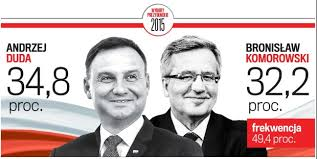 WYBORY
PREZYDENCKIE
2015
ANDRZEJ
DUDA
34,8
proc.
BRONISŁAW
KOMOROWSKI
32,2
proc.
frekwencja
49,4 proc.